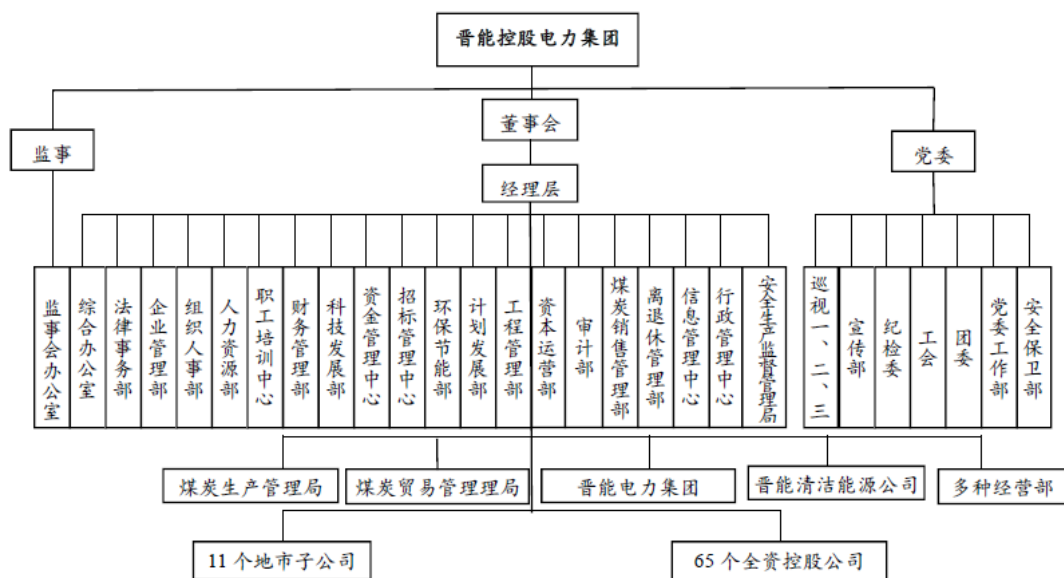 晋能控股电力集团
董事会
监事
党委
经理层
监事会办公室
综合办公室
法律事务部
企业管理部
组织人事部
人力资源部
职工培训中心
财务管理部
科技发展部
资金管理中心
招标管理中心
环保节能部
计划发展部
工程管理部
资本运营部
审计部
煤炭销售管理部
离退休管理部
信息管理中心
行政管理中心
安全生产监督管理局
巡视一、二、三
宣传部
纪检委
工会
团委
党委工作部
安全保卫部
煤炭生产管理局
煤炭贸易管理理局
晋能电力集团
晋能清洁能源公司
多种经营部
11 个地市子公司
65 个全资控股公司